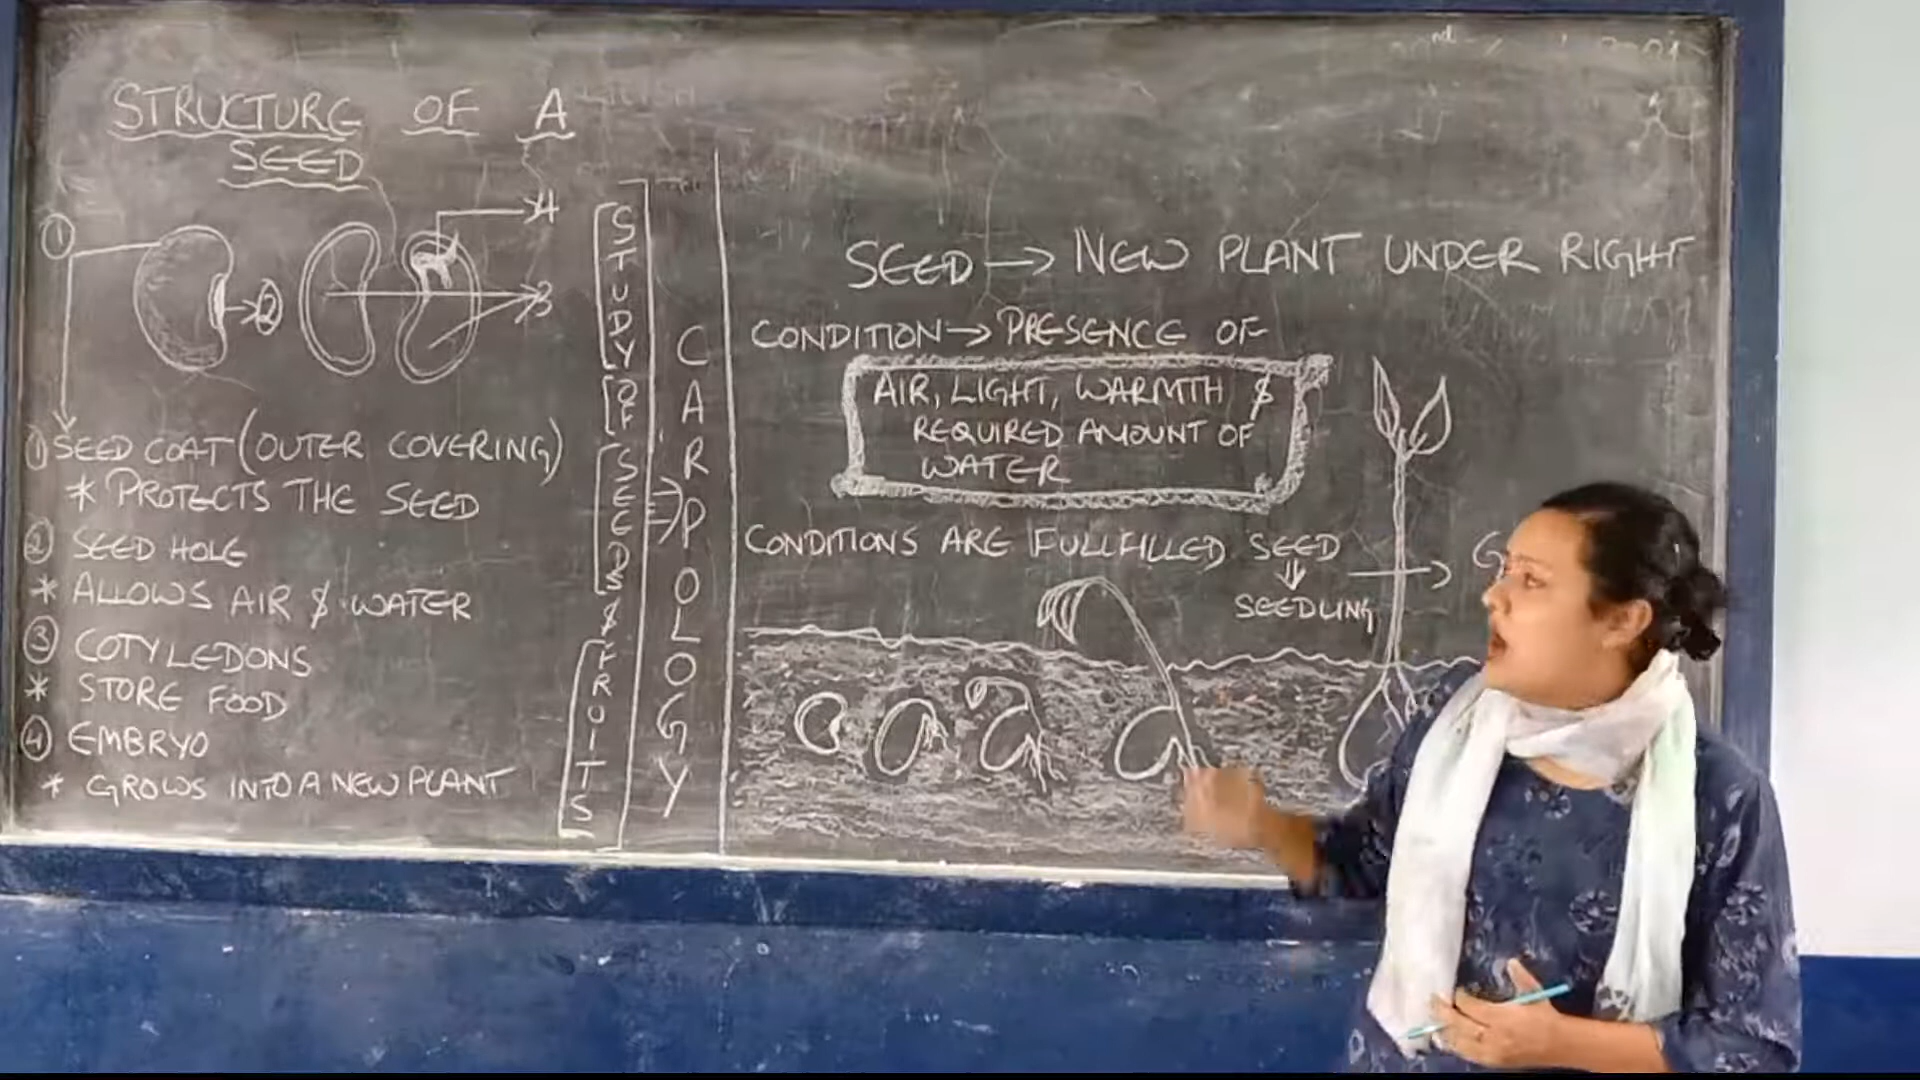 STRUCTURE OF A
SEED
1
2
3
4
① SEED COAT (OUTER COVERING)
* PROTECTS THE SEED
② SEED HOLE
* ALLOWS AIR & WATER
③ COTYLEDONS
* STORE FOOD
④ EMBRYO
* GROWS INTO A NEW PLANT
STUDY OF SEEDS & FRUITS
CARPOLOGY
SEED → NEW PLANT UNDER RIGHT
CONDITION → PRESENCE OF
AIR, LIGHT, WARMTH &
REQUIRED AMOUNT OF
WATER
CONDITIONS ARE FULLFILLED SEED
⇓
SEEDLING → G